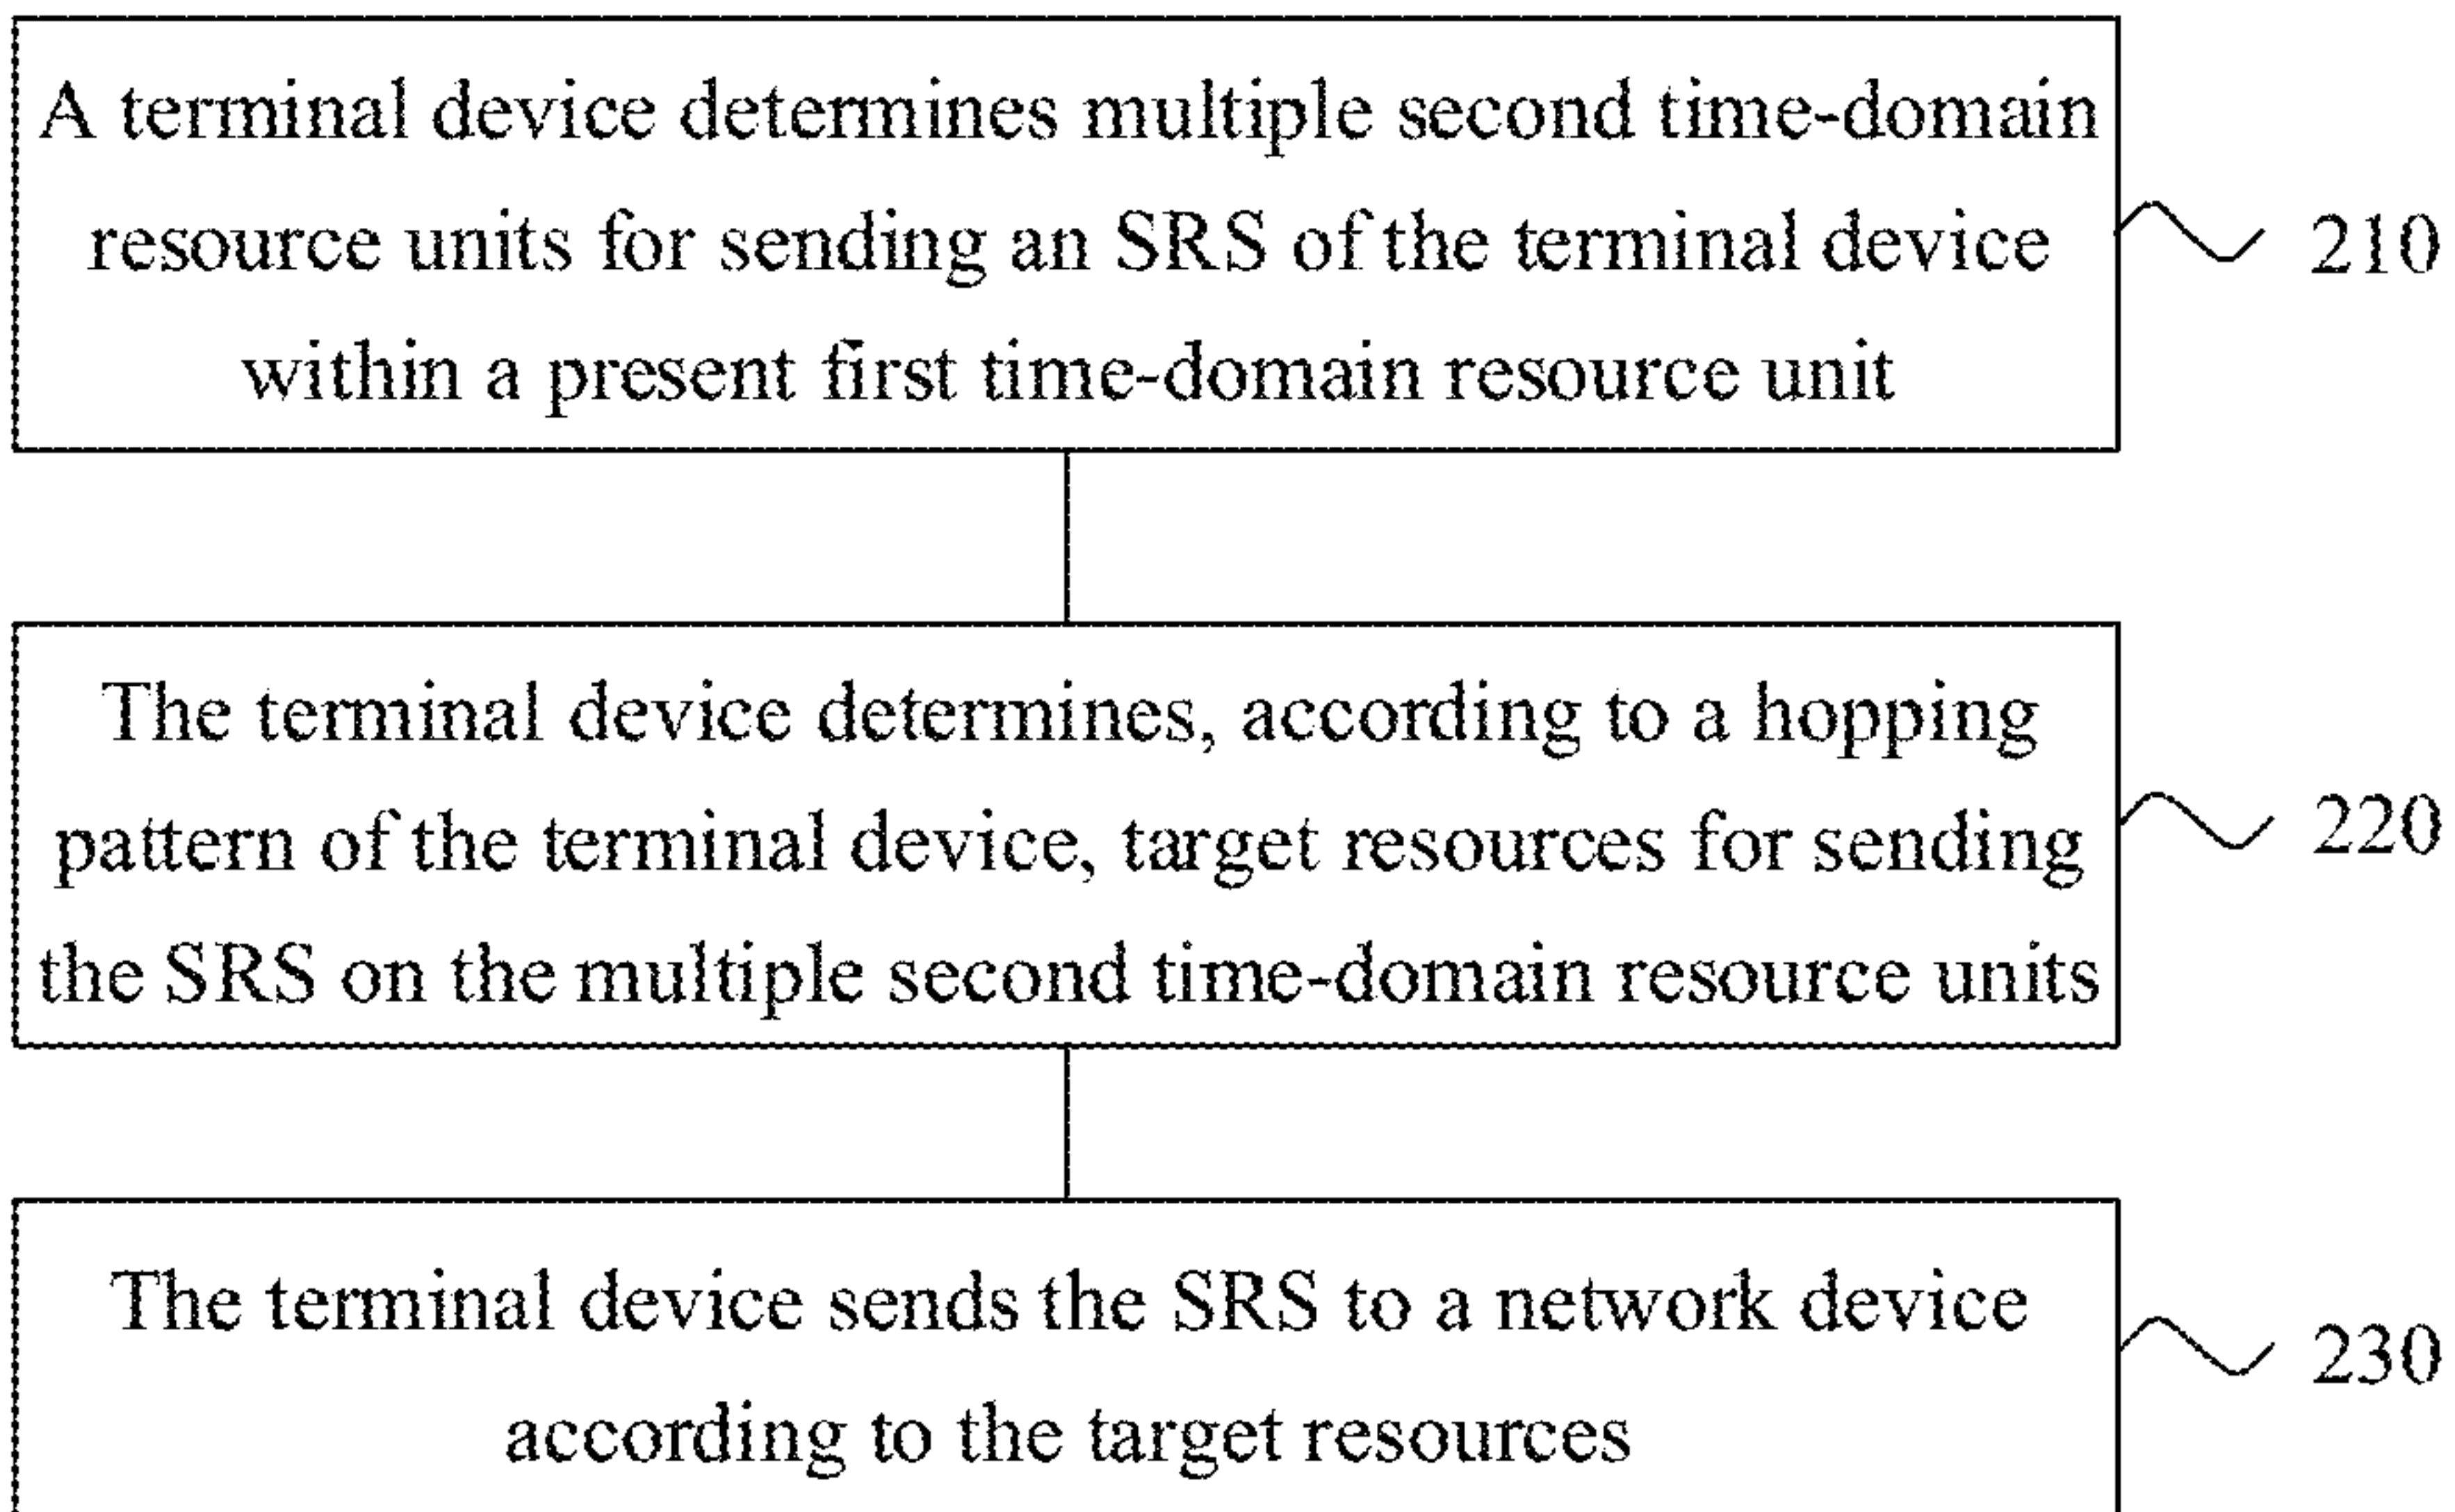 A terminal device determines multiple second time-domain
resource units for sending an SRS of the terminal device
within a present first time-domain resource unit
210
The terminal device determines, according to a hopping
pattern of the terminal device, target resources for sending
the SRS on the multiple second time-domain resource units
220
The terminal device sends the SRS to a network device
according to the target resources
230